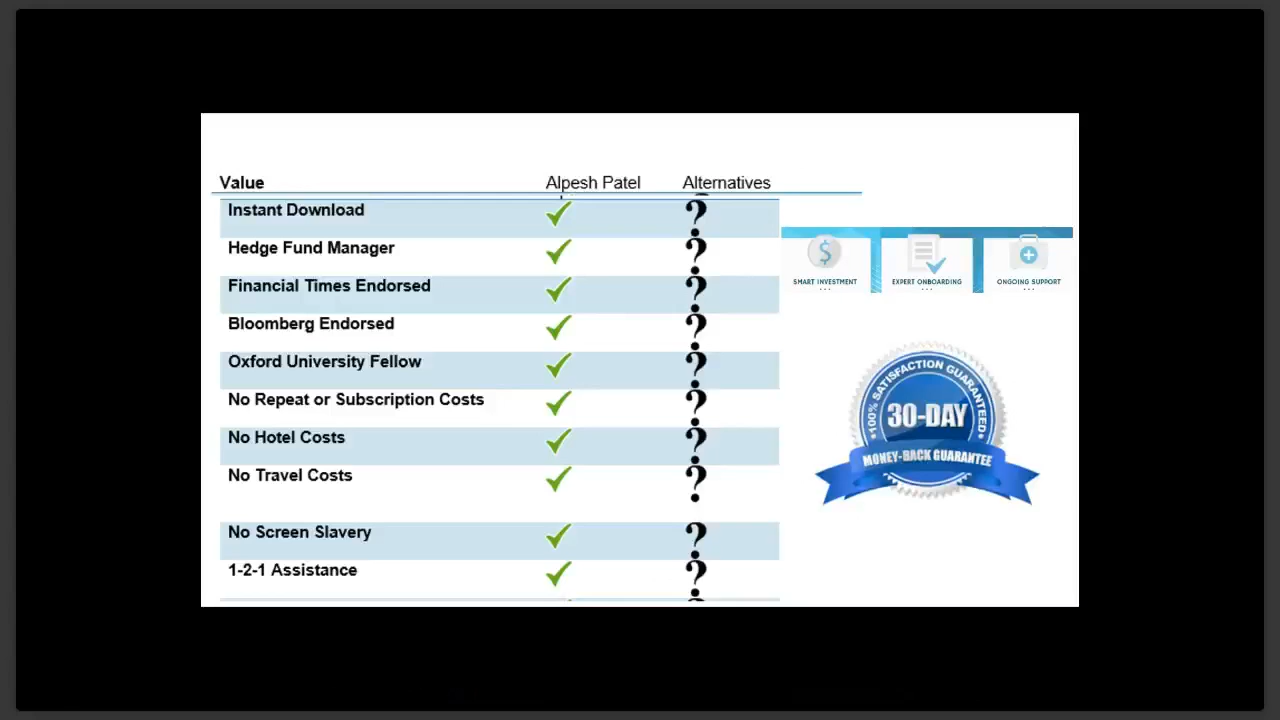 Value Alpesh Patel Alternatives
Instant Download ?
Hedge Fund Manager ?
Financial Times Endorsed ?
Bloomberg Endorsed ?
Oxford University Fellow ?
No Repeat or Subscription Costs ?
No Hotel Costs ?
No Travel Costs ?
No Screen Slavery ?
1-2-1 Assistance ?
$
SMART INVESTMENT
EXPERT ONBOARDING
ONGOING SUPPORT
100% SATISFACTION GUARANTEED
30-DAY
MONEY-BACK GUARANTEE